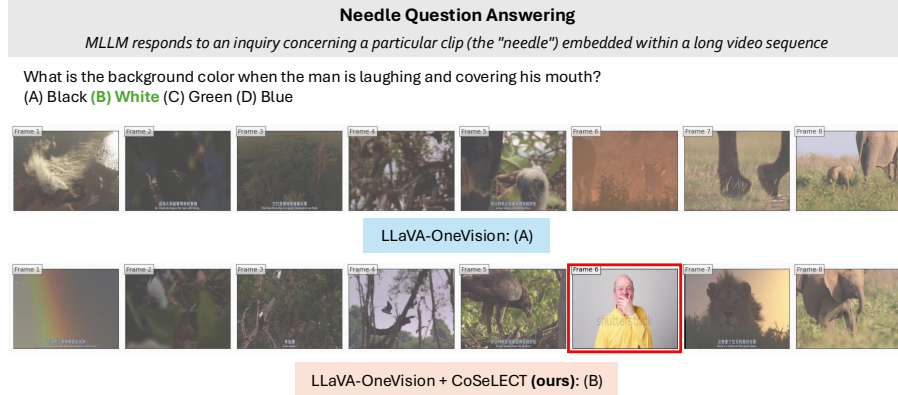 Needle Question Answering
MLLM responds to an inquiry concerning a particular clip (the "needle") embedded within a long video sequence
What is the background color when the man is laughing and covering his mouth?
(A) Black (B) White (C) Green (D) Blue
Frame 1 Frame 2 Frame 3 Frame 4 Frame 5 Frame 6 Frame 7 Frame 8
LLaVA-OneVision: (A)
Frame 1 Frame 2 Frame 3 Frame 4 Frame 5 Frame 6 Frame 7 Frame 8
shutterstock
LLaVA-OneVision + CoSeLECT (ours): (B)